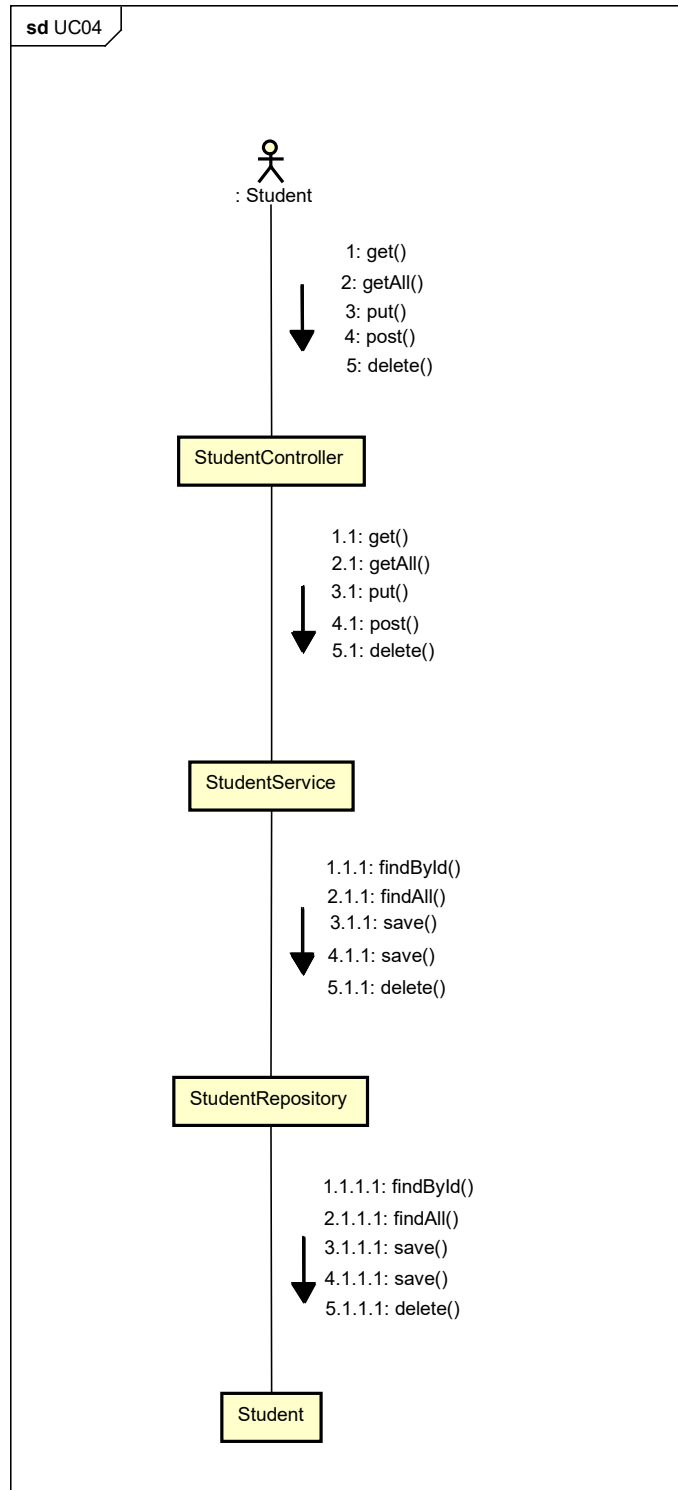 sd UC04
: Student
1: get()
2: getAll()
3: put()
4: post()
5: delete()
StudentController
1.1: get()
2.1: getAll()
3.1: put()
4.1: post()
5.1: delete()
StudentService
1.1.1: findById()
2.1.1: findAll()
3.1.1: save()
4.1.1: save()
5.1.1: delete()
StudentRepository
1.1.1.1: findById()
2.1.1.1: findAll()
3.1.1.1: save()
4.1.1.1: save()
5.1.1.1: delete()
Student